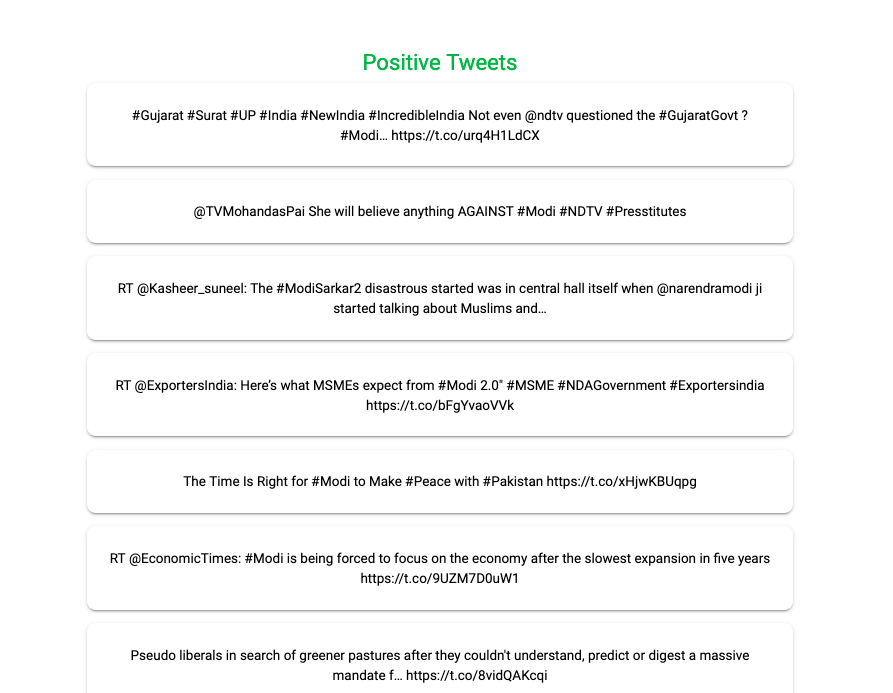 Positive Tweets
#Gujarat #Surat #UP #India #NewIndia #IncredibleIndia Not even @ndtv questioned the #GujaratGovt ?
#Modi… https://t.co/urq4H1LdCX
@TVMohandasPai She will believe anything AGAINST #Modi #NDTV #Presstitutes
RT @Kasheer_suneel: The #ModiSarkar2 disastrous started was in central hall itself when @narendramodi ji
started talking about Muslims and…
RT @ExportersIndia: Here’s what MSMEs expect from #Modi 2.0" #MSME #NDAGovernment #Exportersindia
https://t.co/bFgYvaoVVk
The Time Is Right for #Modi to Make #Peace with #Pakistan https://t.co/xHjwKBUqpg
RT @EconomicTimes: #Modi is being forced to focus on the economy after the slowest expansion in five years
https://t.co/9UZM7D0uW1
Pseudo liberals in search of greener pastures after they couldn't understand, predict or digest a massive
mandate f… https://t.co/8vidQAKcqi